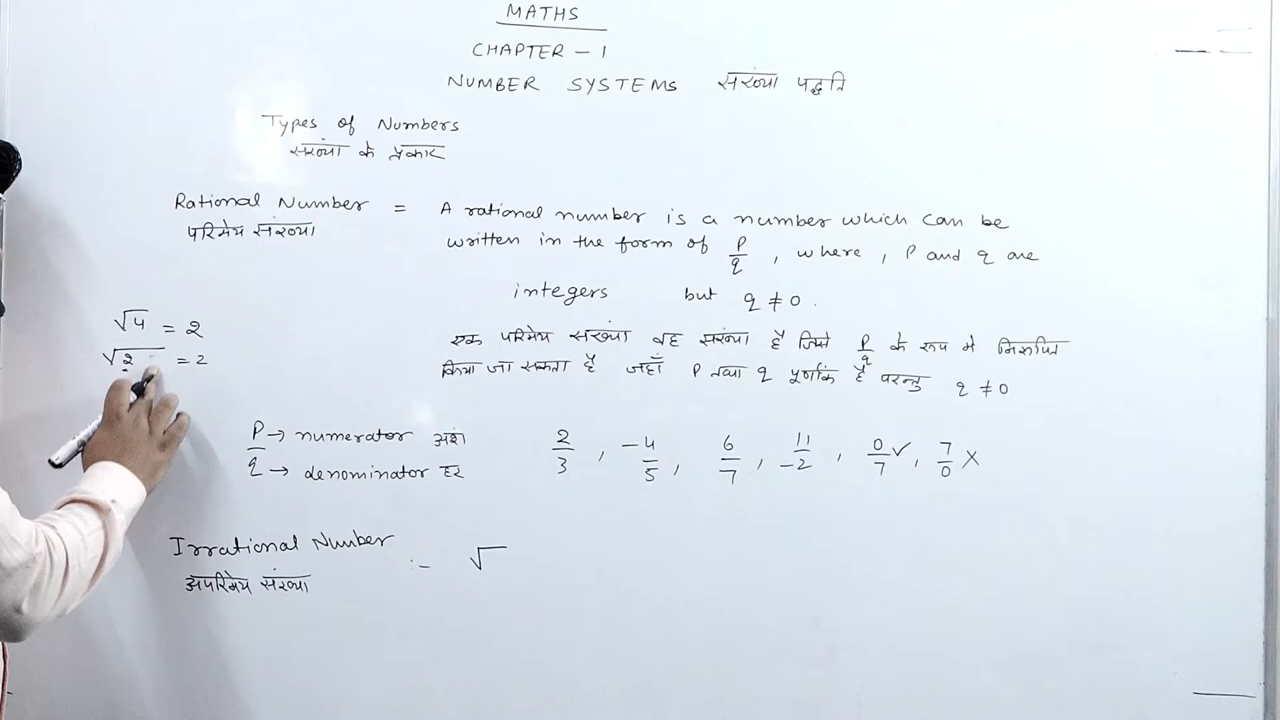 MATHS
CHAPTER - 1
NUMBER SYSTEMS संख्या पद्धति
Types of Numbers
संख्या के प्रकार
Rational Number = A rational number is a number which can be
परिमेय संख्या written in the form of p/q , where , p and q are
integers but q ≠ 0 .
एक परिमेय संख्या वह संख्या है जिसे p/q के रूप में निरूपित
किया जा सकता है जहाँ p तथा q पूर्णांक है परन्तु q ≠ 0
√4 = 2
= 2
p → numerator अंश
q → denominator हर
2/3 , -4/5 , 6/7 , 11/-2 , 0/7 ✓ , 7/0 X
Irrational Number :- √
अपरिमेय संख्या